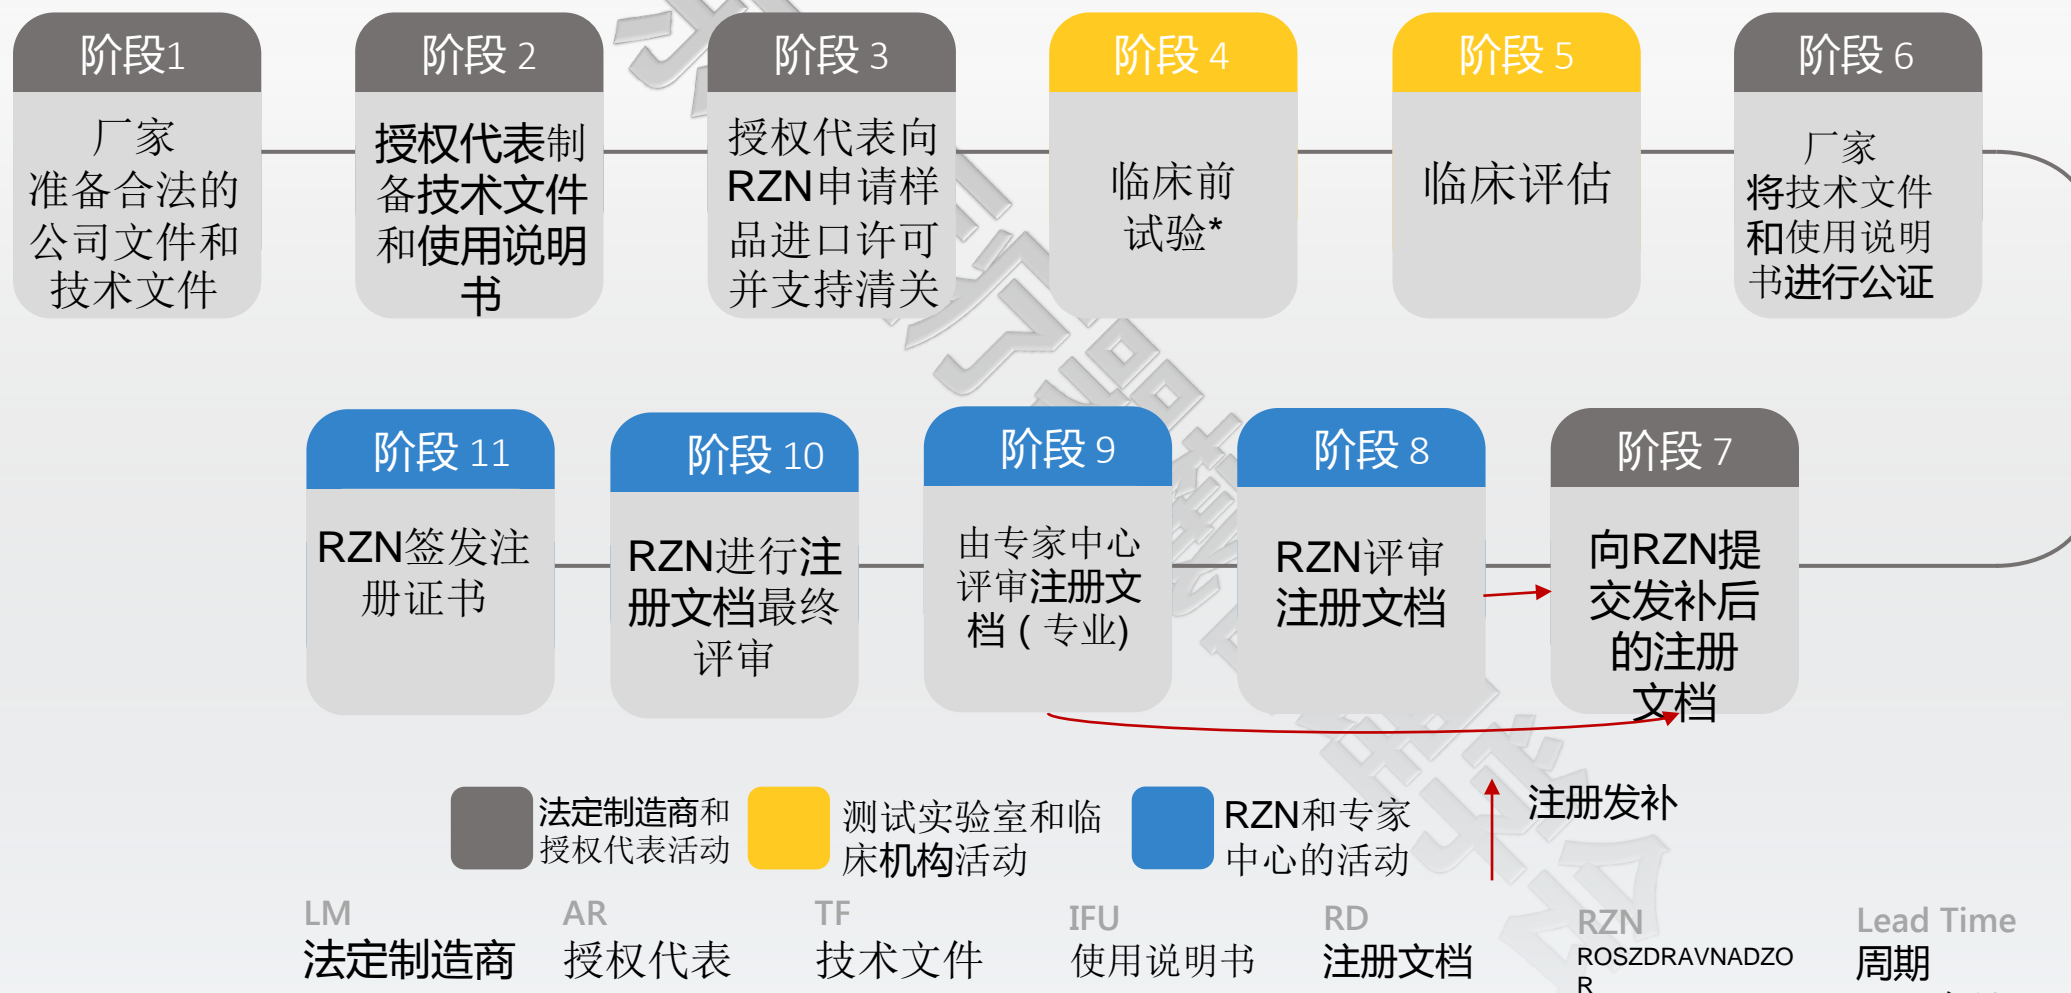 阶段1
厂家
准备合法的
公司文件和
技术文件
阶段 2
授权代表制
备技术文件
和使用说明
书
阶段 3
授权代表向
RZN申请样
品进口许可
并支持清关
阶段 4
临床前
试验*
阶段 5
临床评估
阶段 6
厂家
将技术文件
和使用说明
书进行公证
阶段 11
RZN签发注
册证书
阶段 10
RZN进行注
册文档最终
评审
阶段 9
由专家中心
评审注册文
档（专业)
阶段 8
RZN评审
注册文档
阶段 7
向RZN提
交发补后
的注册
文档
法定制造商和
授权代表活动
测试实验室和临
床机构活动
RZN和专家
中心的活动
注册发补
LM
法定制造商
AR
授权代表
TF
技术文件
IFU
使用说明书
RD
注册文档
RZN
ROSZDRAVNADZO
R
Lead Time
周期